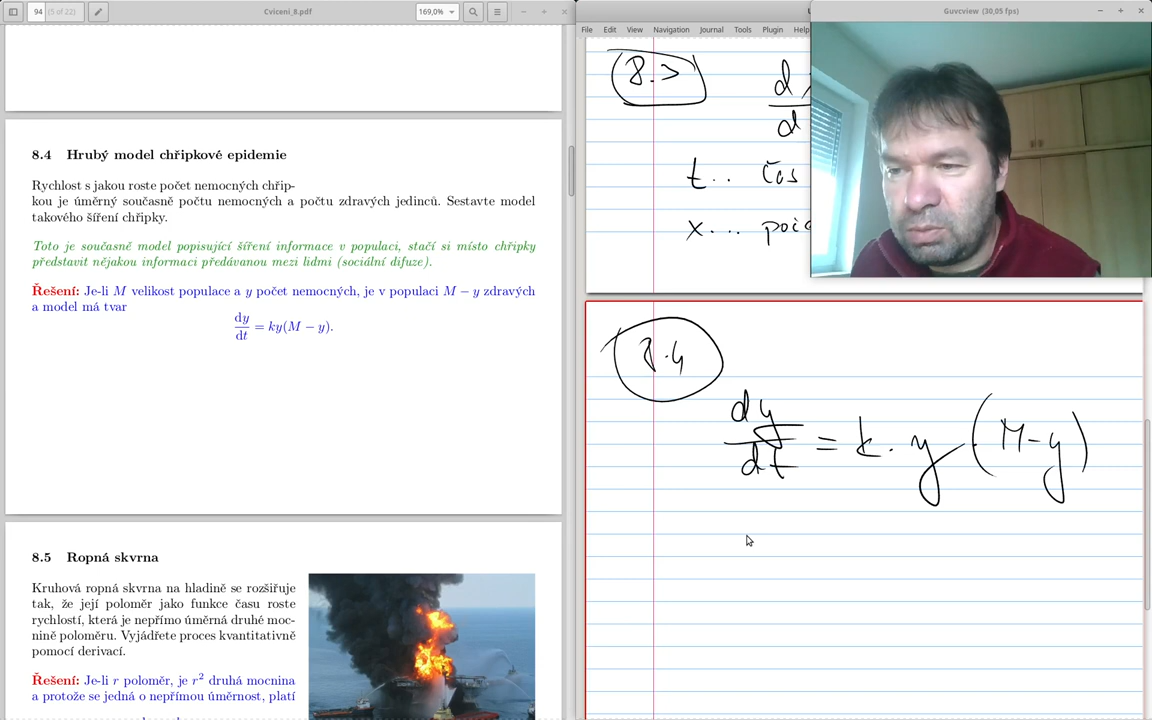 94 (5 of 22)
Cviceni_8.pdf
169,0%
8.4 Hrubý model chřipkové epidemie
Rychlost s jakou roste počet nemocných chřip-
kou je úměrný současně počtu nemocných a počtu zdravých jedinců. Sestavte model
takového šíření chřipky.
Toto je současně model popisující šíření informace v populaci, stačí si místo chřipky
představit nějakou informaci předávanou mezi lidmi (sociální difuze).
Řešení: Je-li M velikost populace a y počet nemocných, je v populaci M − y zdravých
a model má tvar
dy/dt = ky(M − y).
8.5 Ropná skvrna
Kruhová ropná skvrna na hladině se rozšiřuje
tak, že její poloměr jako funkce času roste
rychlostí, která je nepřímo úměrná druhé moc-
nině poloměru. Vyjádřete proces kvantitativně
pomocí derivací.
Řešení: Je-li r poloměr, je r² druhá mocnina
a protože se jedná o nepřímou úměrnost, platí
Guvcview (30,05 fps)
File Edit View Navigation Journal Tools Plugin Help
d
d
t.. čas
x...
8.4
dy/dt = k. y (M-y)